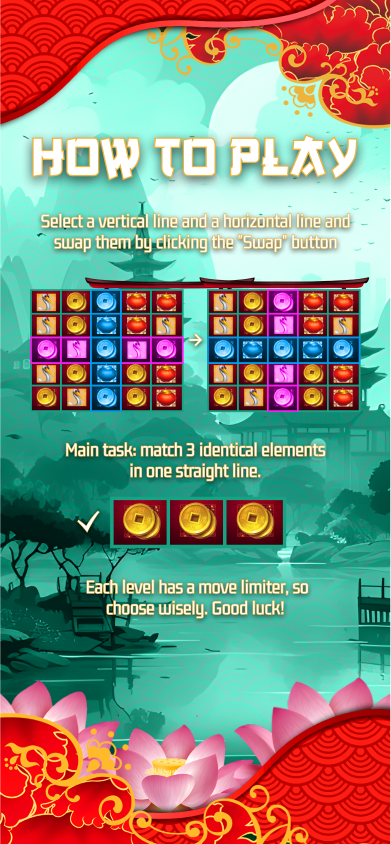 HOW TO PLAY
Select a vertical line and a horizontal line and
swap them by clicking the "Swap" button
Main task: match 3 identical elements
in one straight line.
Each level has a move limiter, so
choose wisely. Good luck!